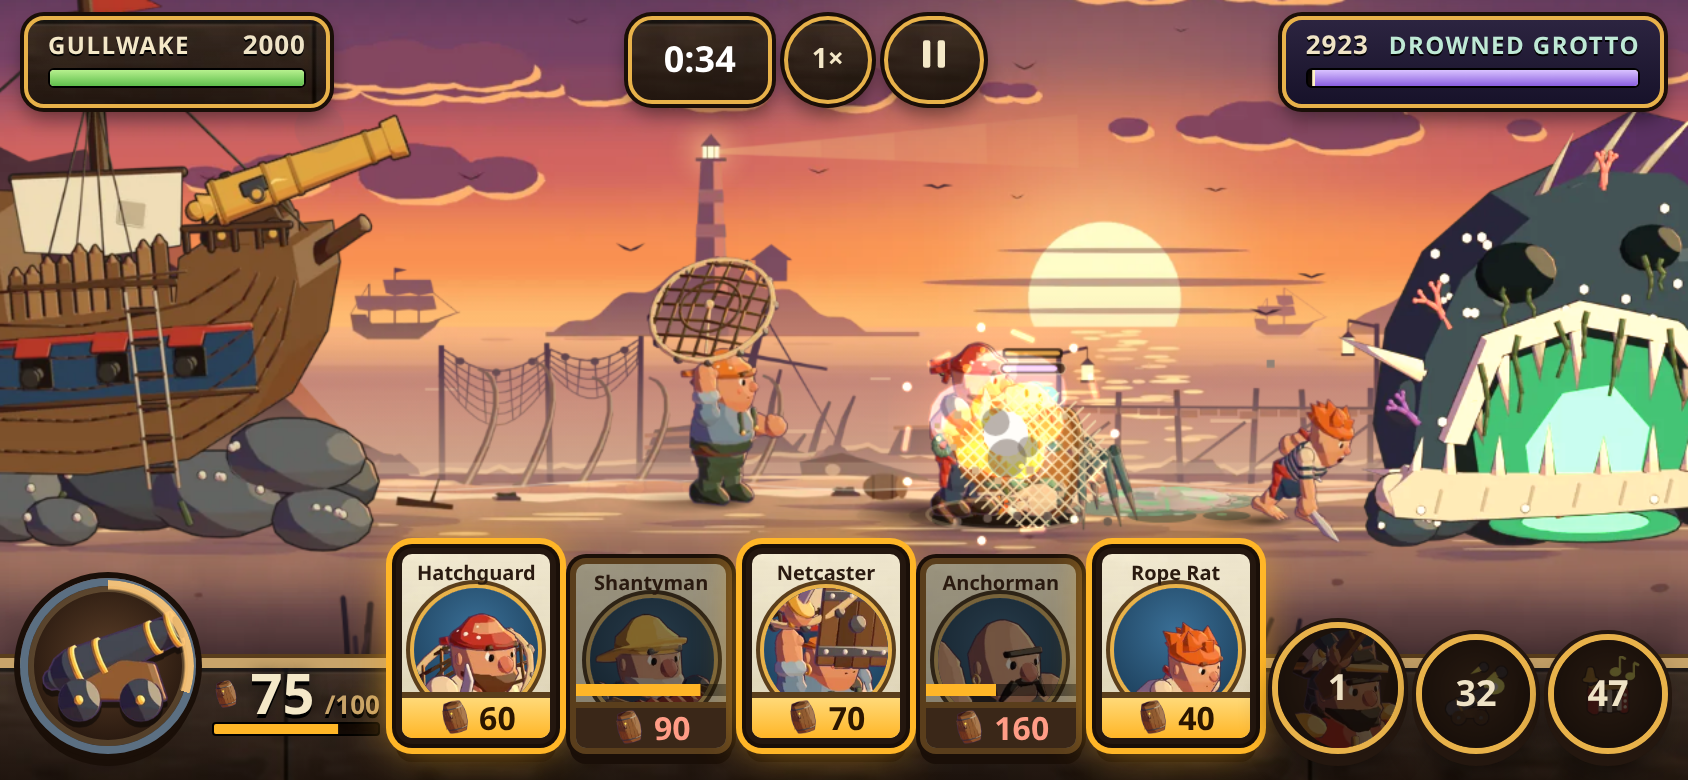 GULLWAKE 2000
0:34
1×
2923 DROWNED GROTTO
75 /100
Hatchguard
60
Shantyman
90
Netcaster
70
Anchorman
160
Rope Rat
40
1
32
47